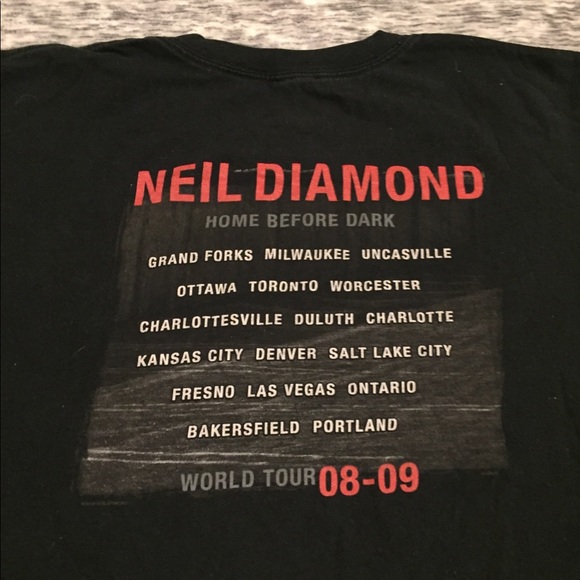 NEIL DIAMOND
HOME BEFORE DARK
GRAND FORKS MILWAUKEE UNCASVILLE
OTTAWA TORONTO WORCESTER
CHARLOTTESVILLE DULUTH CHARLOTTE
KANSAS CITY DENVER SALT LAKE CITY
FRESNO LAS VEGAS ONTARIO
BAKERSFIELD PORTLAND
WORLD TOUR 08-09